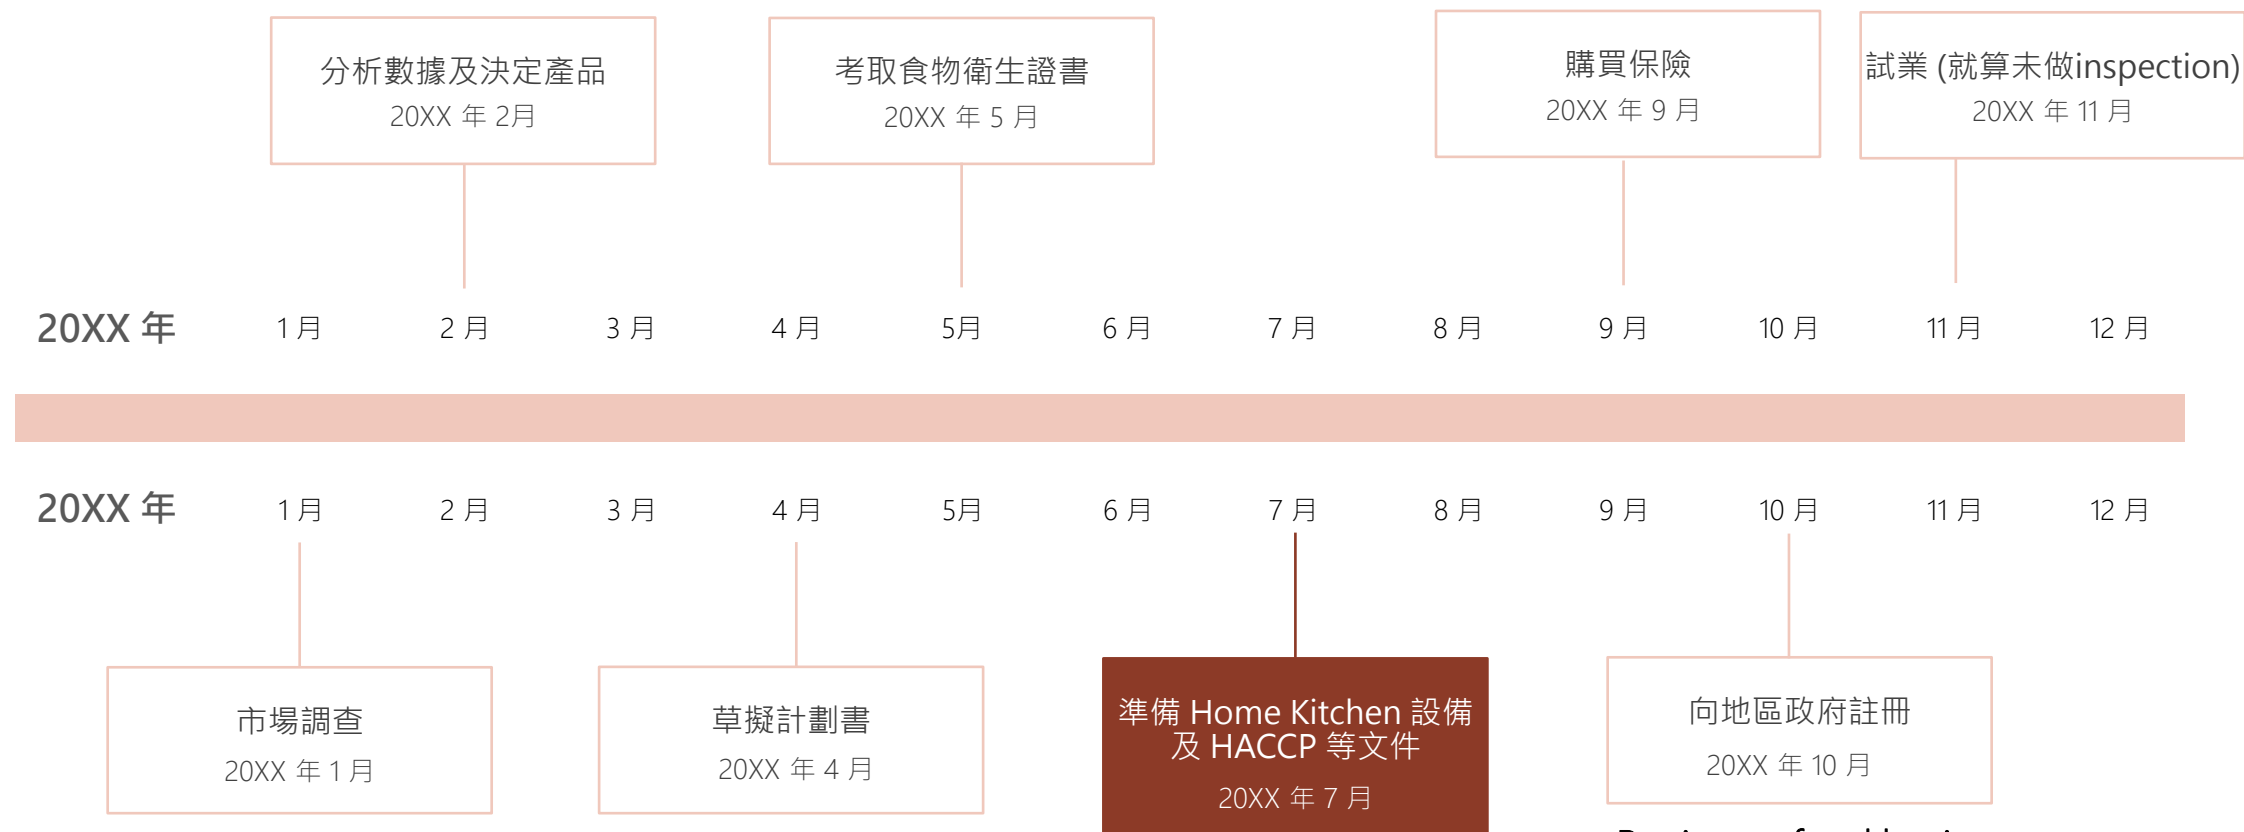 分析數據及決定產品
20XX 年 2月
考取食物衛生證書
20XX 年 5 月
購買保險
20XX 年 9 月
試業 (就算未做inspection)
20XX 年 11 月
20XX 年 1 月 2 月 3 月 4 月 5月 6 月 7 月 8 月 9 月 10 月 11 月 12 月
20XX 年 1 月 2 月 3 月 4 月 5月 6 月 7 月 8 月 9 月 10 月 11 月 12 月
市場調查
20XX 年 1 月
草擬計劃書
20XX 年 4 月
準備 Home Kitchen 設備
及 HACCP 等文件
20XX 年 7 月
向地區政府註冊
20XX 年 10 月